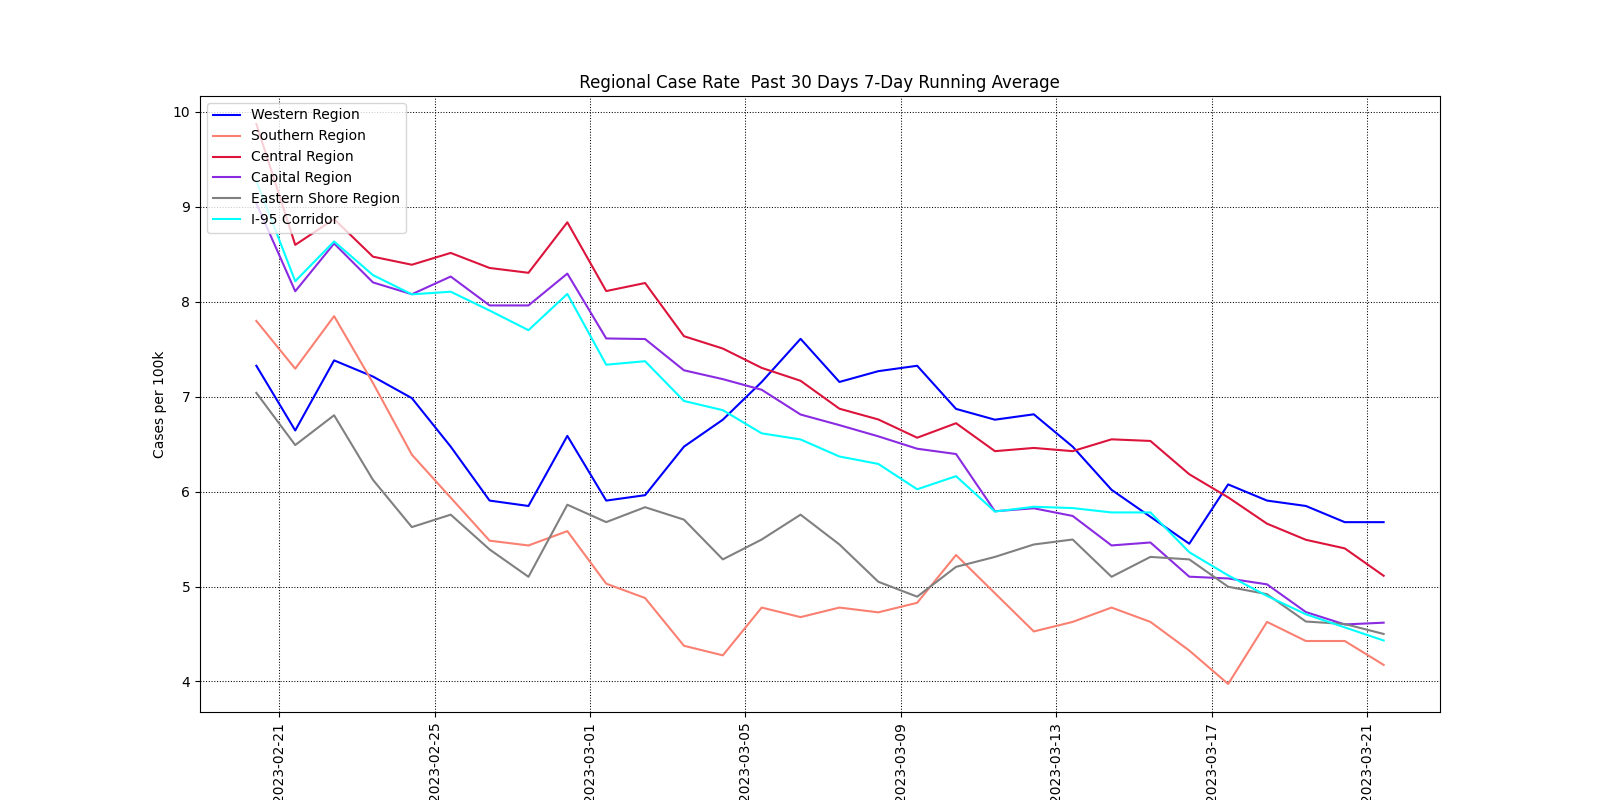 Regional Case Rate  Past 30 Days 7-Day Running Average
Western Region
Southern Region
Central Region
Capital Region
Eastern Shore Region
I-95 Corridor
Cases per 100k
10
9
8
7
6
5
4
2023-02-21
2023-02-25
2023-03-01
2023-03-05
2023-03-09
2023-03-13
2023-03-17
2023-03-21